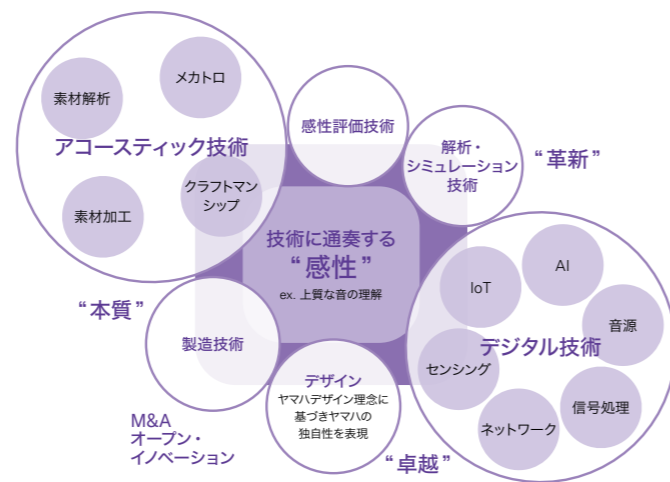 メカトロ
素材解析
アコースティック技術
クラフトマン
シップ
素材加工
感性評価技術
解析・
シミュレーション
技術
“革新”
技術に通奏する
“感性”
ex. 上質な音の理解
AI
IoT
音源
デジタル技術
センシング
信号処理
ネットワーク
“本質”
製造技術
デザイン
ヤマハデザイン理念に
基づきヤマハの
独自性を表現
M&A
オープン・
イノベーション
“卓越”